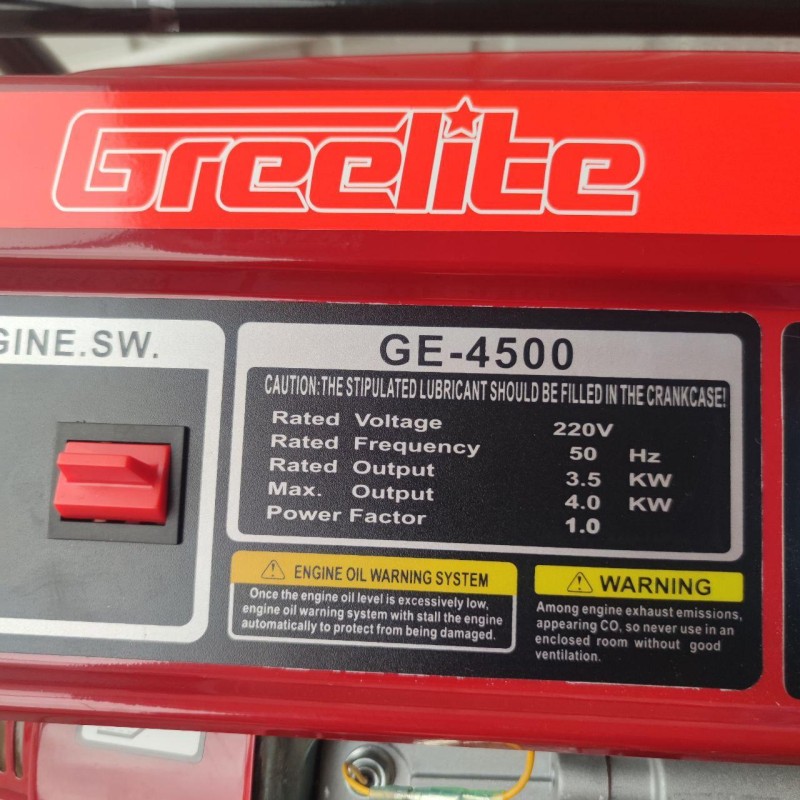 Greelite
GINE.SW.
GE-4500
CAUTION:THE STIPULATED LUBRICANT SHOULD BE FILLED IN THE CRANKCASE!
Rated Voltage 220V
Rated Frequency 50 Hz
Rated Output 3.5 KW
Max. Output 4.0 KW
Power Factor 1.0
ENGINE OIL WARNING SYSTEM
Once the engine oil level is excessively low,
engine oil warning system with stall the engine
automatically to protect from being damaged.
WARNING
Among engine exhaust emissions,
appearing CO, so never use in an
enclosed room without good
ventilation.